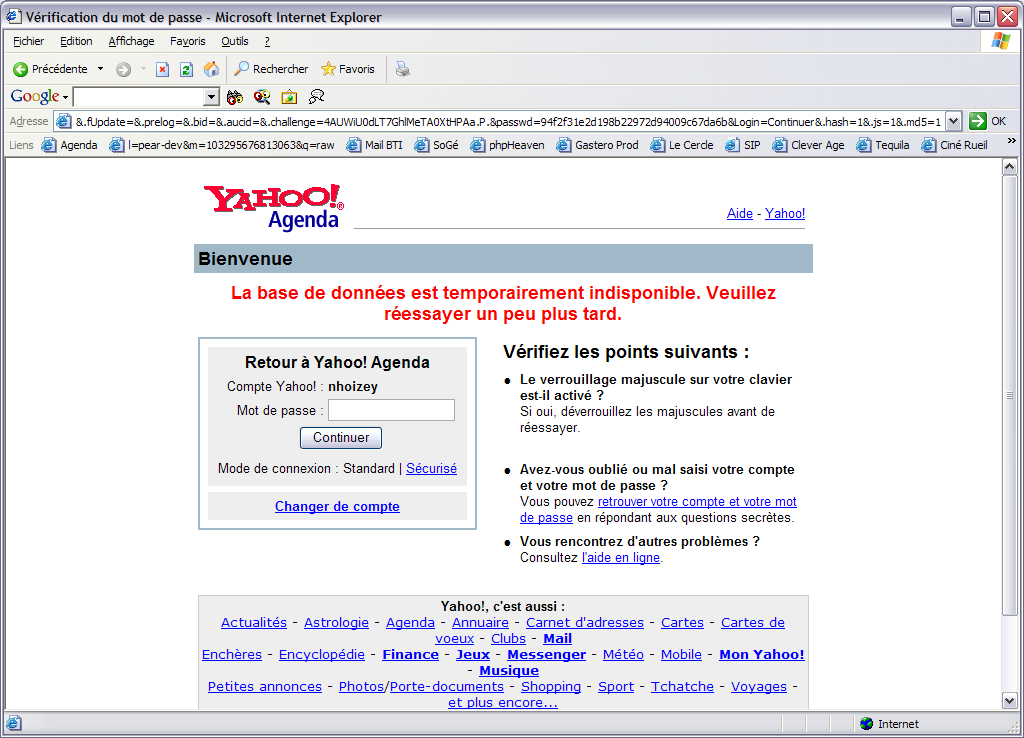 Vérification du mot de passe - Microsoft Internet Explorer
Fichier Edition Affichage Favoris Outils ?
Précédente Rechercher Favoris
Google
Adresse &.fUpdate=&.prelog=&.bid=&.aucid=&.challenge=4AUWiU0dLT7GhlMeTA0XtHPAa.P.&passwd=94f2f31e2d198b22972d94009c67da6b&Login=Continuer&.hash=1&.js=1&.md5=1 OK
Liens Agenda l=pear-dev&m=103295676813063&q=raw Mail BTI SoGé phpHeaven Gastero Prod Le Cercle SIP Clever Age Tequila Ciné Rueil »
YAHOO!®
Agenda
Aide - Yahoo!
Bienvenue
La base de données est temporairement indisponible. Veuillez
réessayer un peu plus tard.
Retour à Yahoo! Agenda
Compte Yahoo! : nhoizey
Mot de passe :
Continuer
Mode de connexion : Standard | Sécurisé
Changer de compte
Vérifiez les points suivants :
• Le verrouillage majuscule sur votre clavier
est-il activé ?
Si oui, déverrouillez les majuscules avant de
réessayer.
• Avez-vous oublié ou mal saisi votre compte
et votre mot de passe ?
Vous pouvez retrouver votre compte et votre mot
de passe en répondant aux questions secrètes.
• Vous rencontrez d'autres problèmes ?
Consultez l'aide en ligne.
Yahoo!, c'est aussi :
Actualités - Astrologie - Agenda - Annuaire - Carnet d'adresses - Cartes - Cartes de
voeux - Clubs - Mail
Enchères - Encyclopédie - Finance - Jeux - Messenger - Météo - Mobile - Mon Yahoo!
- Musique
Petites annonces - Photos/Porte-documents - Shopping - Sport - Tchatche - Voyages -
et plus encore...
Internet